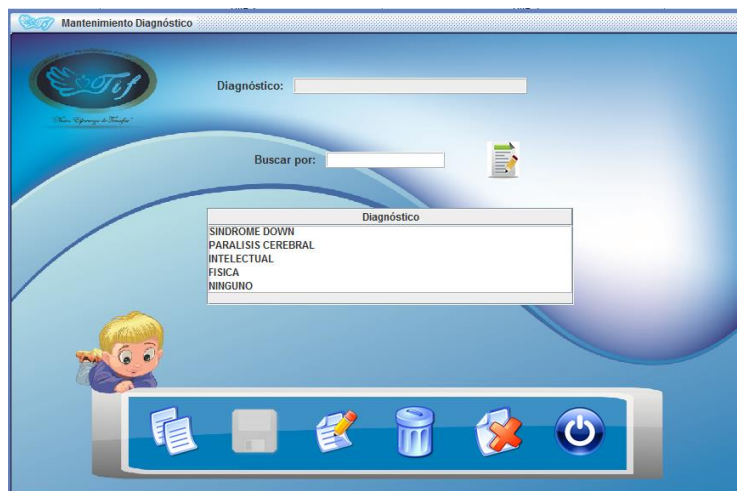 Mantenimiento Diagnóstico
Tif
Diagnóstico:
Buscar por:
Diagnóstico
SINDROME DOWN
PARALISIS CEREBRAL
INTELECTUAL
FISICA
NINGUNO